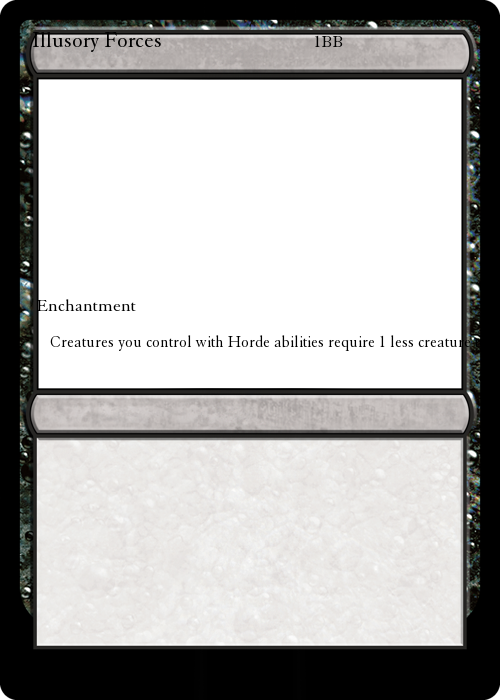 Illusory Forces 1BB
Enchantment
Creatures you control with Horde abilities require 1 less creature